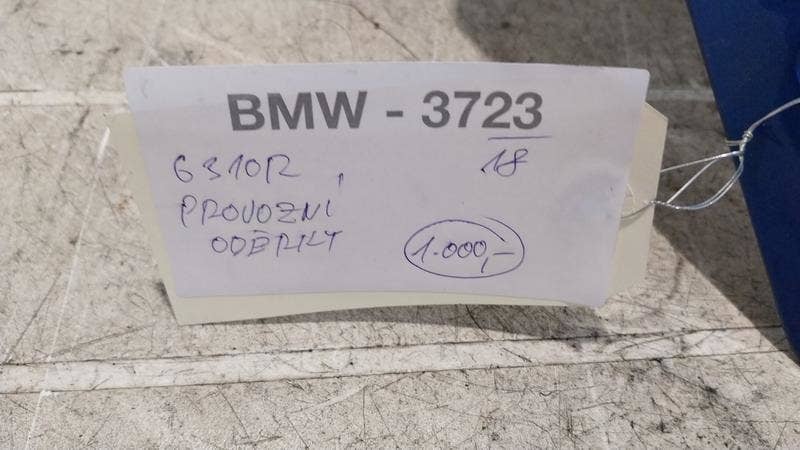 BMW - 3723
G310R, 18
PROVOZNÍ
ODĚRKY 1.000,-